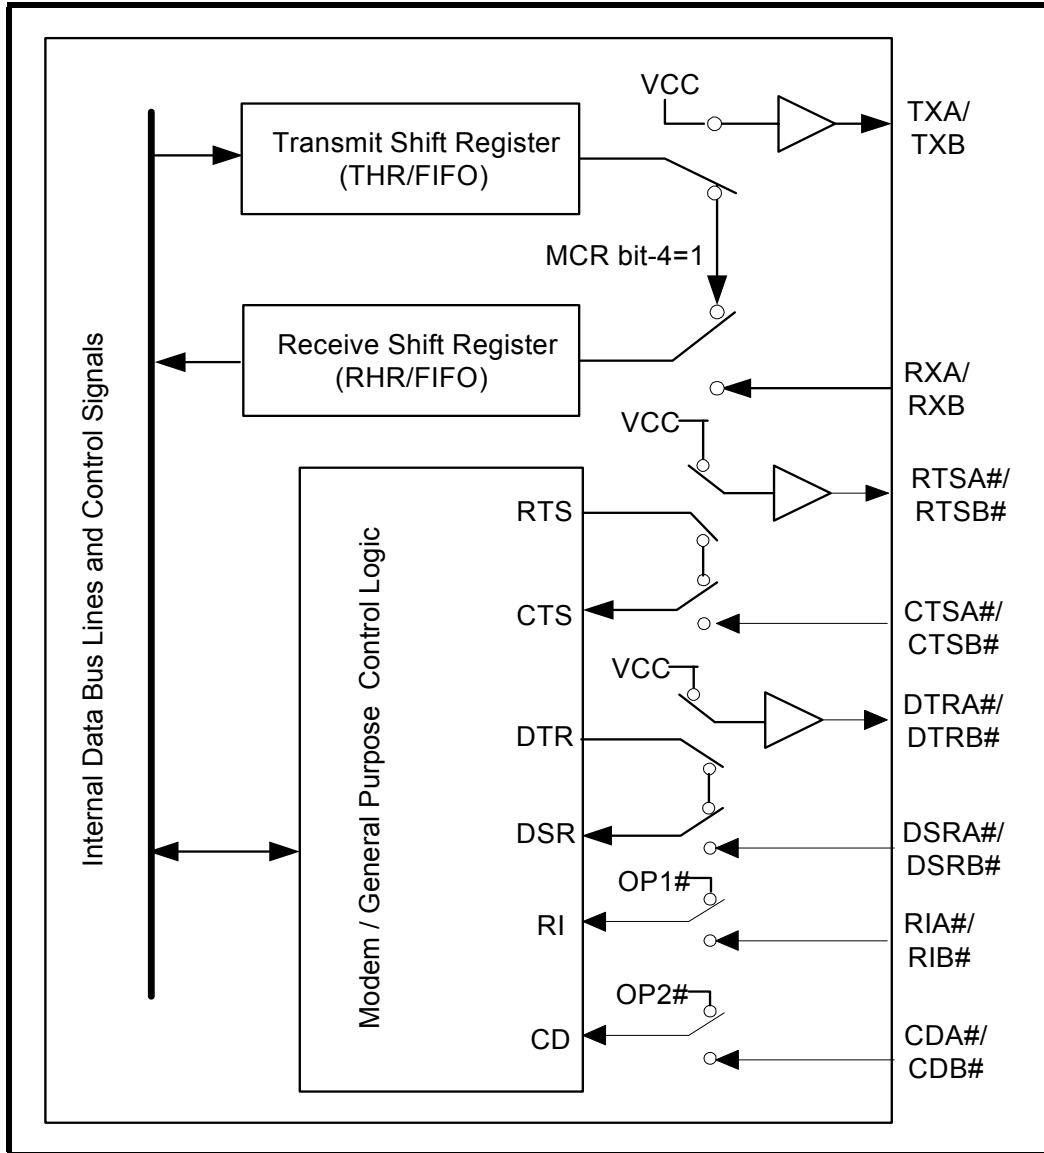 VCC
TXA/
TXB
Transmit Shift Register
(THR/FIFO)
MCR bit-4=1
Receive Shift Register
(RHR/FIFO)
RXA/
RXB
VCC
RTSA#/
RTSB#
RTS
CTS
CTSA#/
CTSB#
VCC
DTRA#/
DTRB#
DTR
DSR
DSRA#/
DSRB#
OP1#
RI
RIA#/
RIB#
OP2#
CD
CDA#/
CDB#
Internal Data Bus Lines and Control Signals
Modem / General Purpose Control Logic